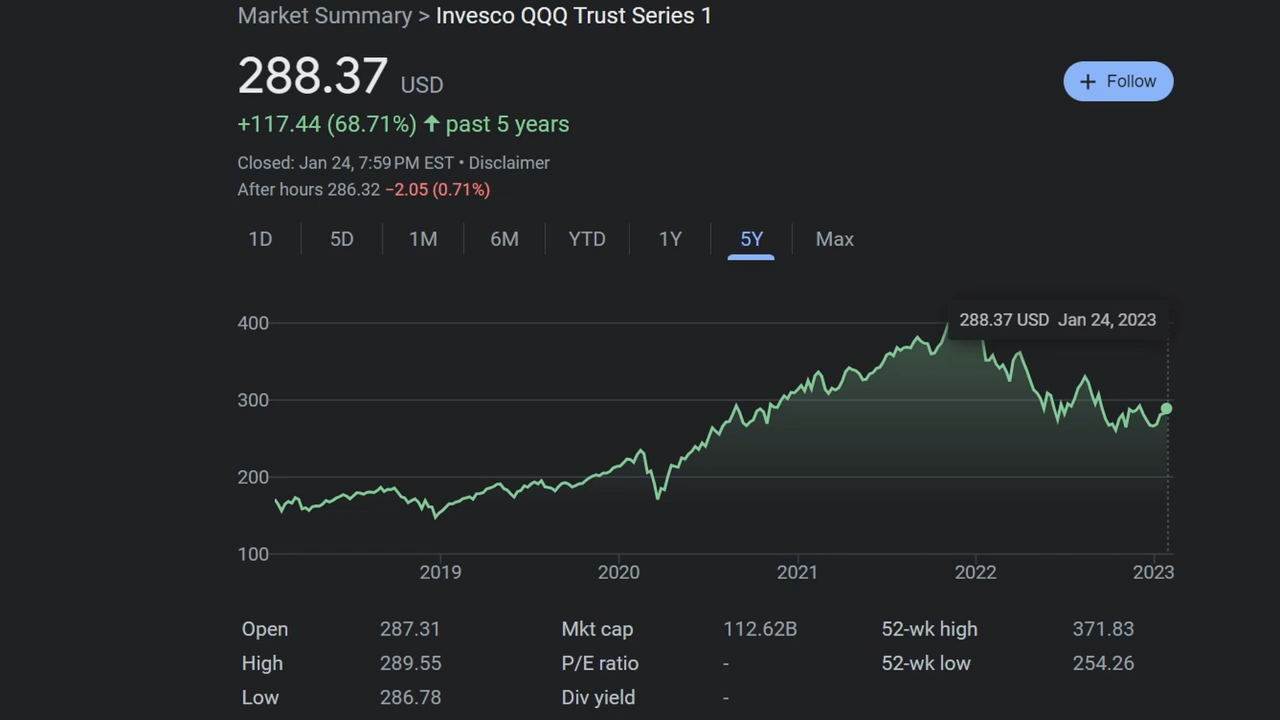 Market Summary > Invesco QQQ Trust Series 1
288.37 USD
+ Follow
+117.44 (68.71%) ↑ past 5 years
Closed: Jan 24, 7:59 PM EST • Disclaimer
After hours 286.32 −2.05 (0.71%)
1D 5D 1M 6M YTD 1Y 5Y Max
288.37 USD Jan 24, 2023
400
300
200
100
2019 2020 2021 2022 2023
Open 287.31 Mkt cap 112.62B 52-wk high 371.83
High 289.55 P/E ratio - 52-wk low 254.26
Low 286.78 Div yield -